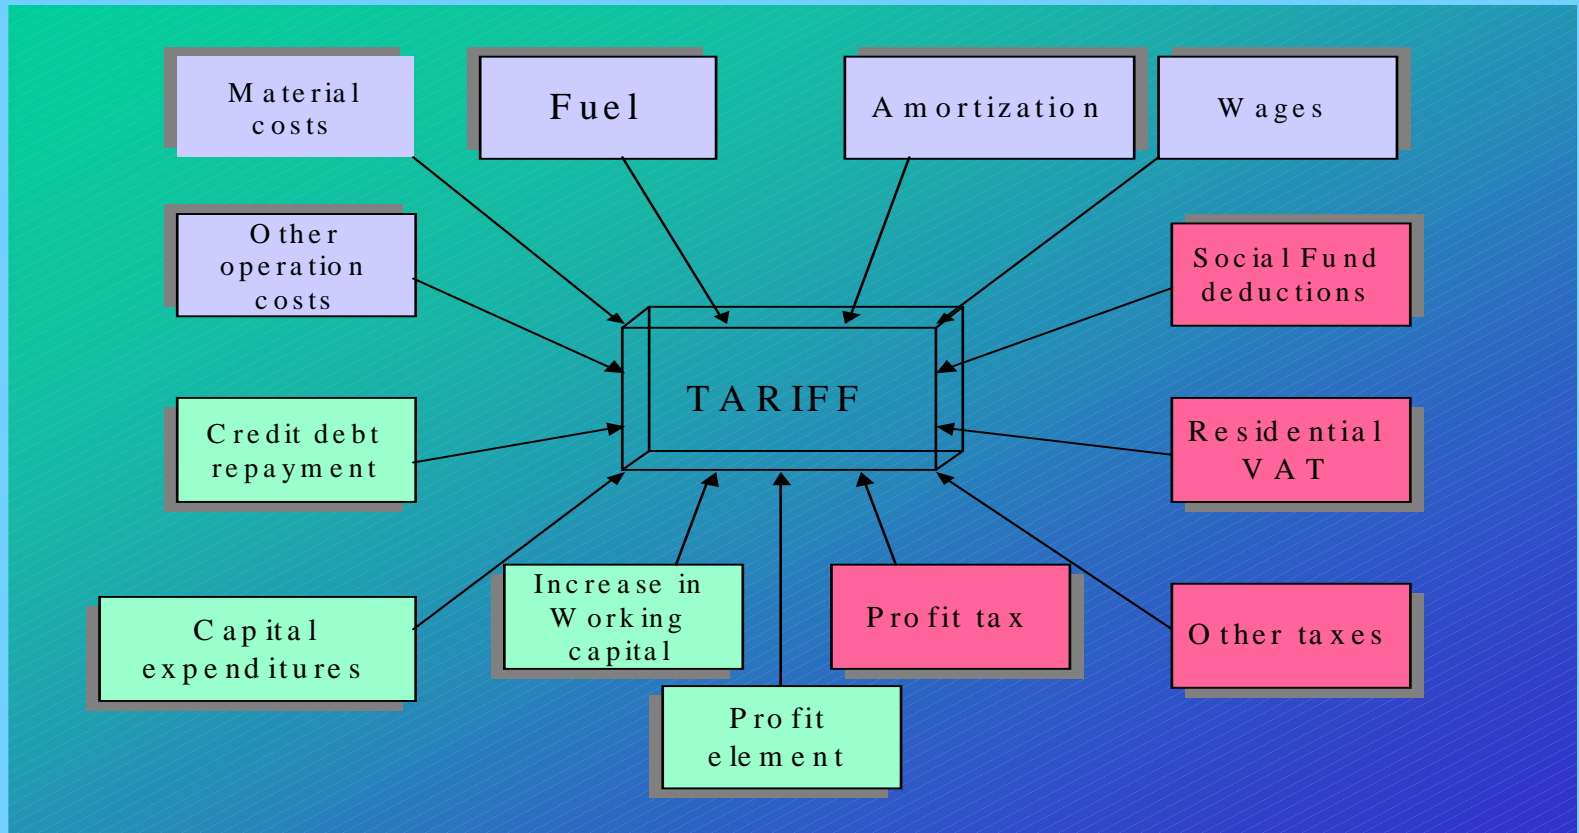 Material
costs
Fuel
Amortization
Wages
Other
operation
costs
Social Fund
deductions
TARIFF
Credit debt
repayment
Residential
VAT
Capital
expenditures
Increase in
Working
capital
Profit tax
Other taxes
Profit
element